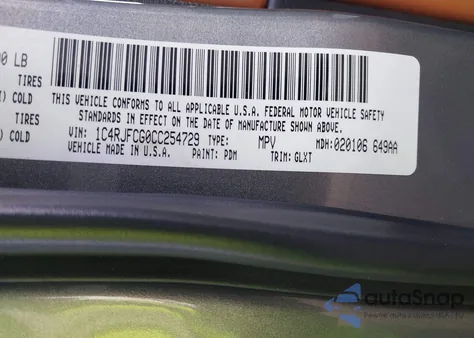 00 LB
TIRES
I) COLD
TIRES
) COLD
THIS VEHICLE CONFORMS TO ALL APPLICABLE U.S.A. FEDERAL MOTOR VEHICLE SAFETY
STANDARDS IN EFFECT ON THE DATE OF MANUFACTURE SHOWN ABOVE.
VIN: 1C4RJFCG0CC254729 TYPE: MPV MDH: 020106 649AA
VEHICLE MADE IN U.S.A. PAINT: PDM TRIM: GLXT
autoSnap